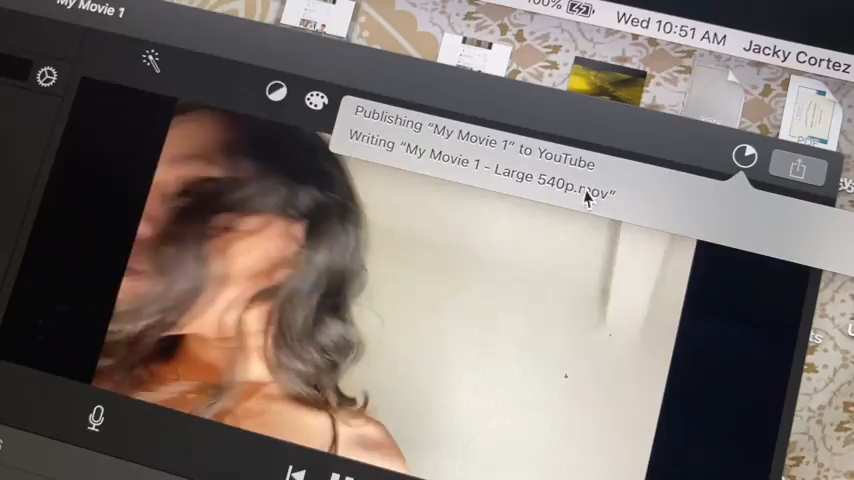 My Movie 1
100%
Wed 10:51 AM
Jacky Cortez
Publishing “My Movie 1” to YouTube
Writing “My Movie 1 - Large 540p.mov”